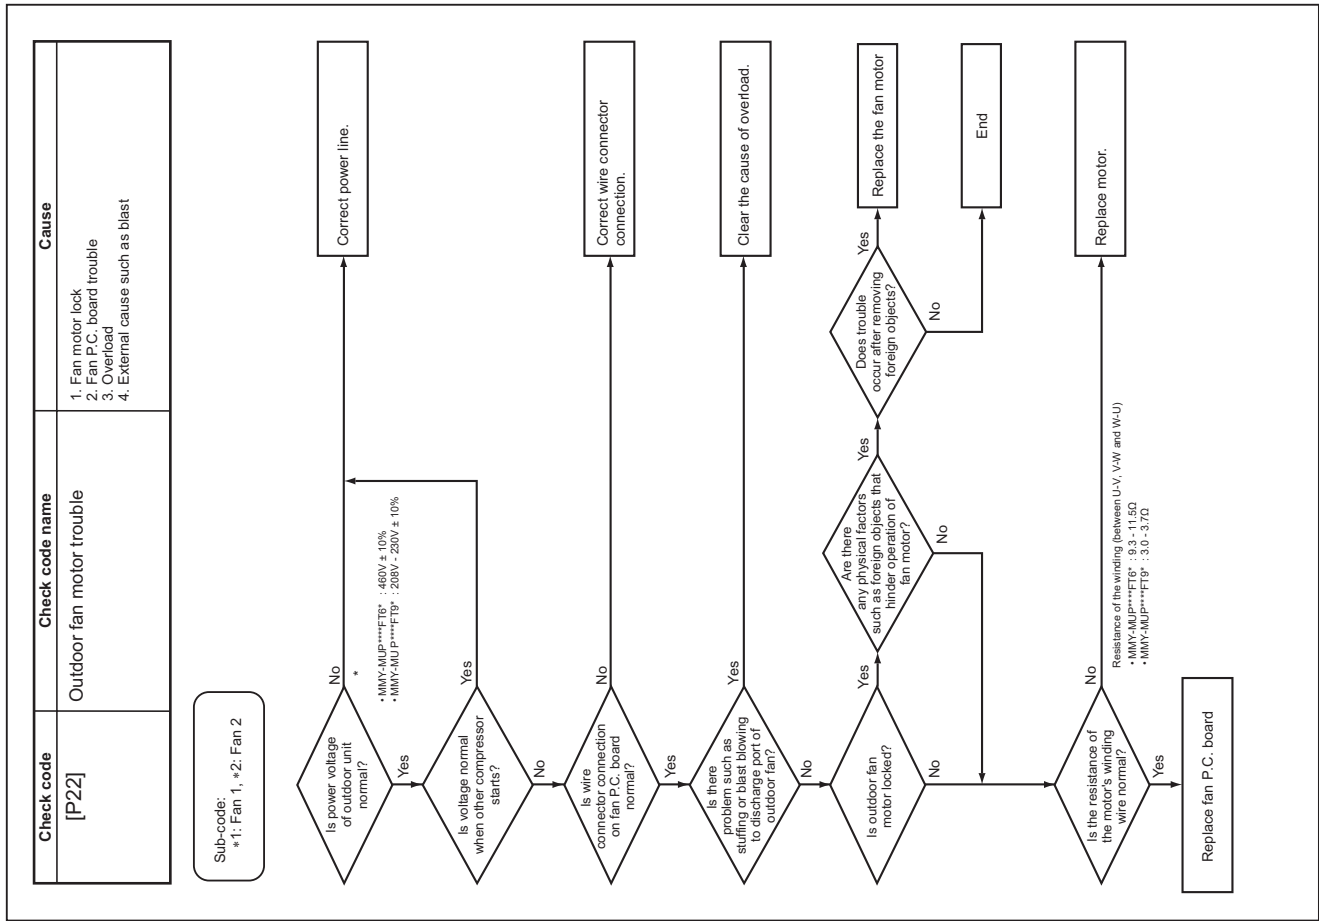 Check code
Check code name
Cause
[P22]
Outdoor fan motor trouble
1. Fan motor lock
2. Fan P.C. board trouble
3. Overload
4. External cause such as blast
Sub-code:
∗1: Fan 1, ∗2: Fan 2
Is power voltage
of outdoor unit
normal?
No
*
Correct power line.
• MMY-MUP****FT6* : 460V ± 10%
• MMY-MU P****FT9* : 208V - 230V ± 10%
Yes
Is voltage normal
when other compressor
starts?
Yes
No
Is wire
connector connection
on fan P.C. board
normal?
No
Correct wire connector
connection.
Yes
Is there
problem such as
stuffing or blast blowing
to discharge port of
outdoor fan?
Yes
Clear the cause of overload.
No
Is outdoor fan
motor locked?
Yes
Are there
any physical factors
such as foreign objects that
hinder operation of
fan motor?
Yes
Does trouble
occur after removing
foreign objects?
Yes
Replace the fan motor
No
End
No
No
Is the resistance of
the motor's winding
wire normal?
No
Replace motor.
Resistance of the winding (between U-V, V-W and W-U)
• MMY-MUP****FT6* : 9.3 - 11.5Ω
• MMY-MUP****FT9* : 3.0 - 3.7Ω
Yes
Replace fan P.C. board